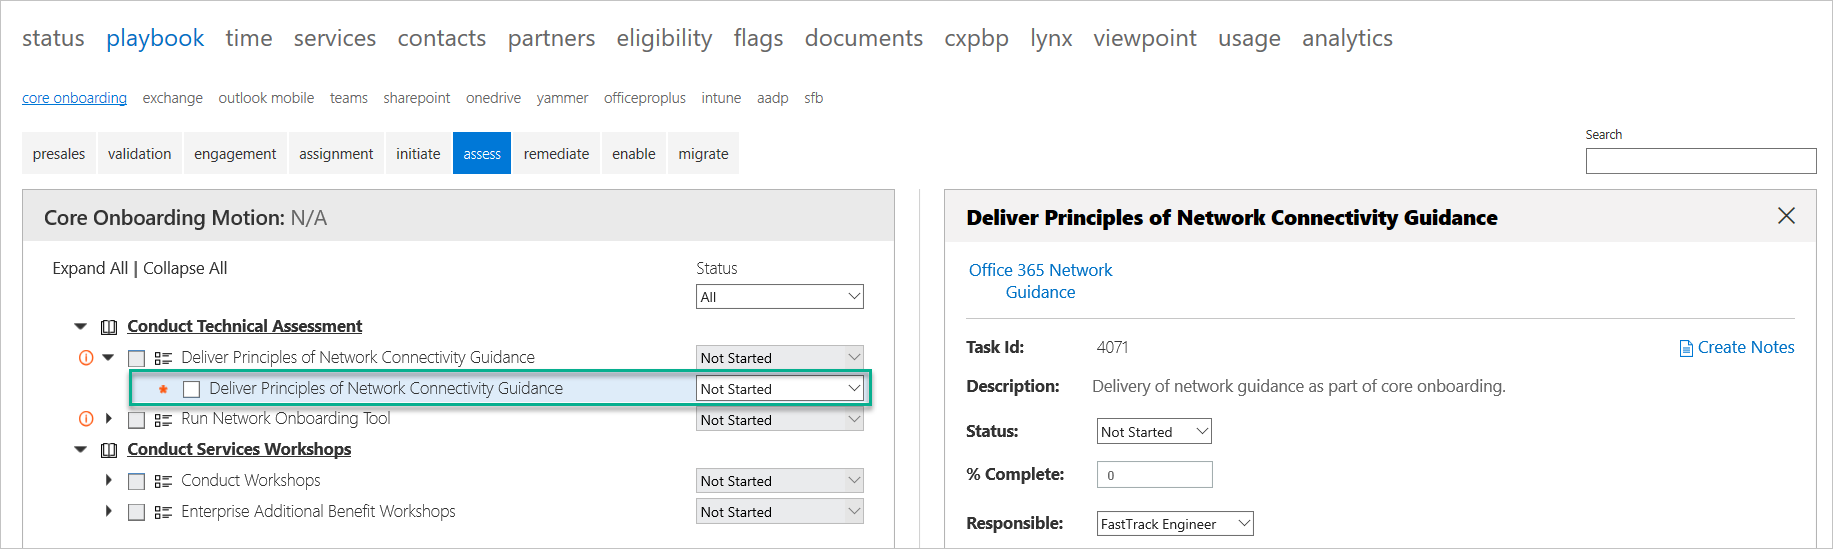 status playbook time services contacts partners eligibility flags documents cxpbp lynx viewpoint usage analytics
core onboarding exchange outlook mobile teams sharepoint onedrive yammer officeproplus intune aadp sfb
presales validation engagement assignment initiate assess remediate enable migrate
Search
Core Onboarding Motion: N/A
Expand All | Collapse All
Status
All
Conduct Technical Assessment
Deliver Principles of Network Connectivity Guidance Not Started
* Deliver Principles of Network Connectivity Guidance Not Started
Run Network Onboarding Tool Not Started
Conduct Services Workshops
Conduct Workshops Not Started
Enterprise Additional Benefit Workshops Not Started
Deliver Principles of Network Connectivity Guidance
Office 365 Network
Guidance
Task Id: 4071 Create Notes
Description: Delivery of network guidance as part of core onboarding.
Status: Not Started
% Complete: 0
Responsible: FastTrack Engineer